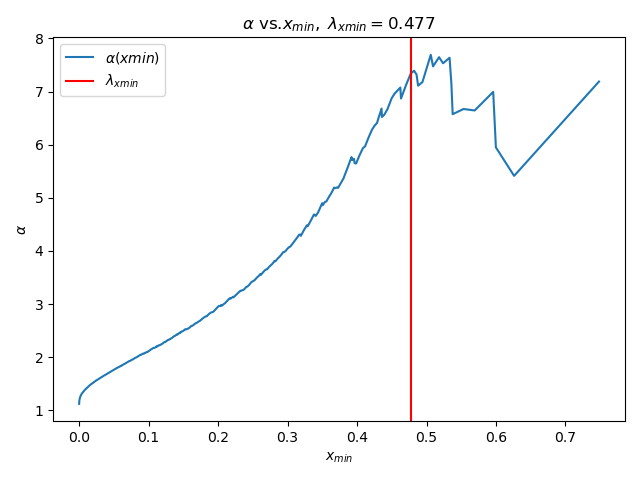 α vs.x_min, λ_xmin = 0.477
α(xmin)
λ_xmin
8
7
6
5
4
3
2
1
α
0.0 0.1 0.2 0.3 0.4 0.5 0.6 0.7
x_min